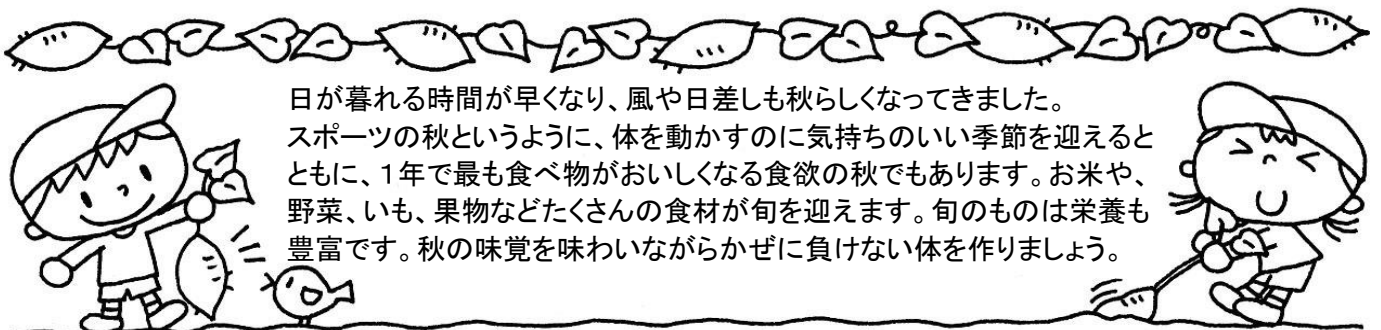 日が暮れる時間が早くなり、風や日差しも秋らしくなってきました。
スポーツの秋というように、体を動かすのに気持ちのいい季節を迎えると
ともに、１年で最も食べ物がおいしくなる食欲の秋でもあります。お米や、
野菜、いも、果物などたくさんの食材が旬を迎えます。旬のものは栄養も
豊富です。秋の味覚を味わいながらかぜに負けない体を作りましょう。